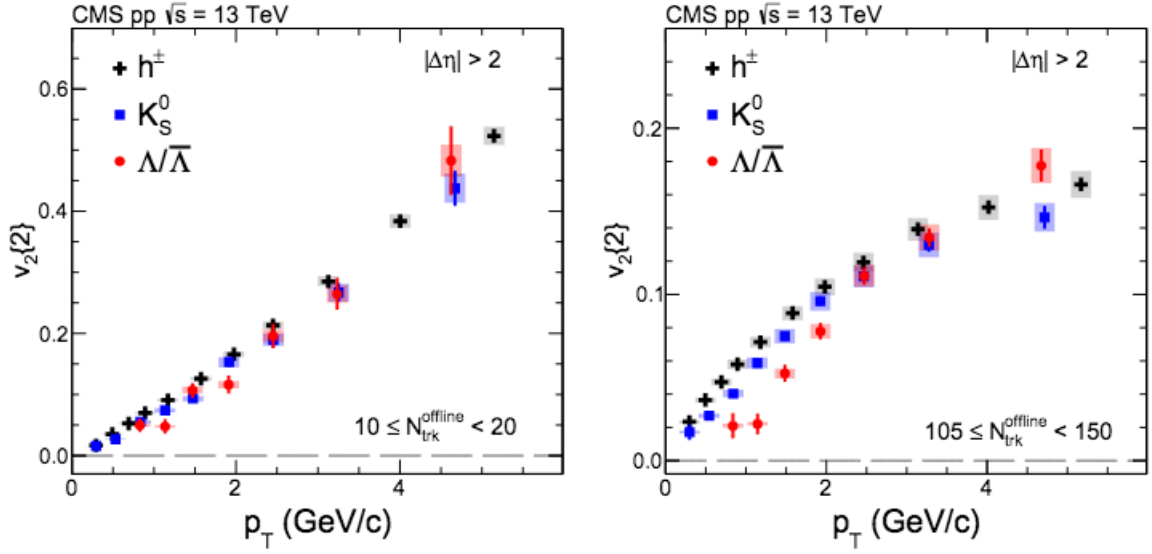 CMS pp √s = 13 TeV
v₂{2}
0.6
0.4
0.2
0.0
h±
K⁰_S
Λ/Λ̅
|Δη| > 2
10 ≤ N_trk^offline < 20
0 2 4
p_T (GeV/c)
CMS pp √s = 13 TeV
v₂{2}
0.2
0.1
0.0
h±
K⁰_S
Λ/Λ̅
|Δη| > 2
105 ≤ N_trk^offline < 150
0 2 4
p_T (GeV/c)